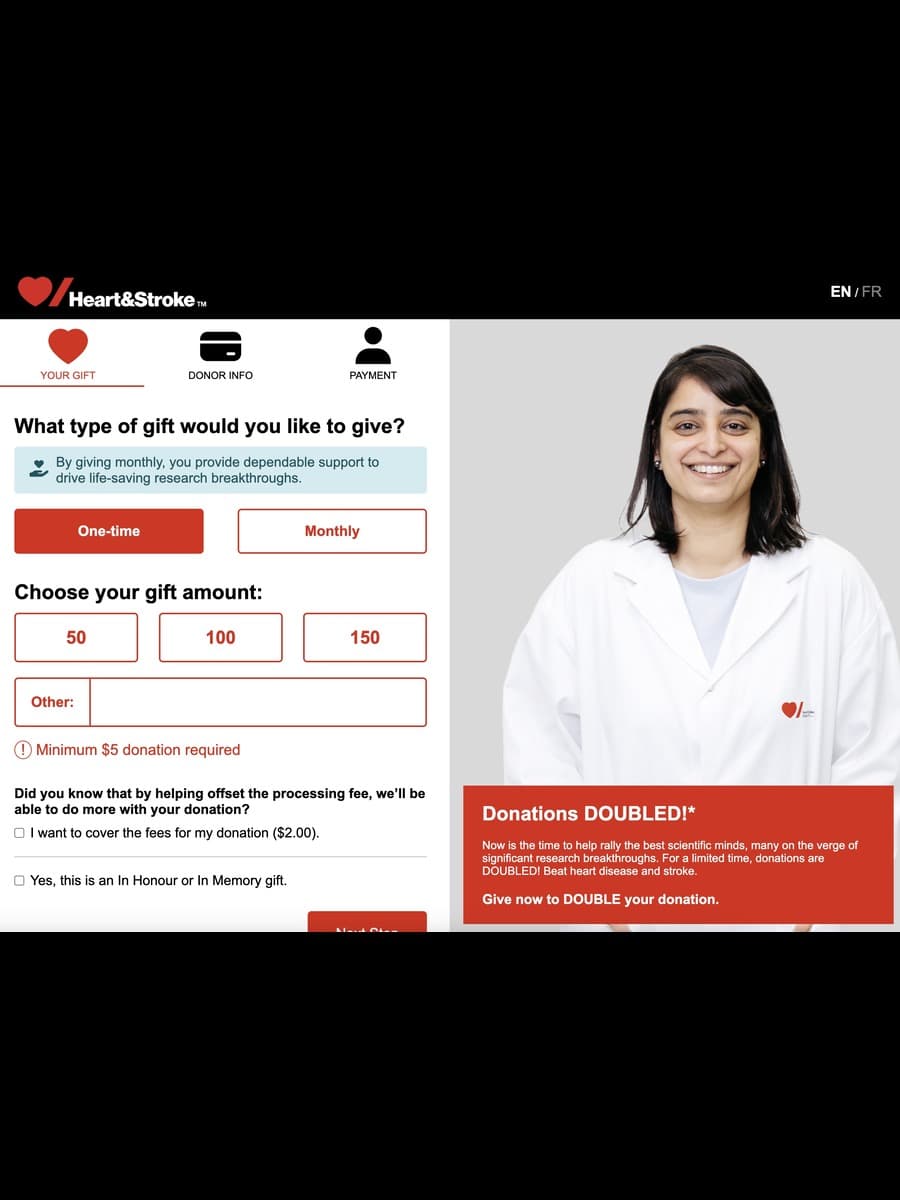 Heart&Stroke™
EN / FR
YOUR GIFT
DONOR INFO
PAYMENT
What type of gift would you like to give?
By giving monthly, you provide dependable support to
drive life-saving research breakthroughs.
One-time
Monthly
Choose your gift amount:
50
100
150
Other:
! Minimum $5 donation required
Did you know that by helping offset the processing fee, we'll be
able to do more with your donation?
I want to cover the fees for my donation ($2.00).
Yes, this is an In Honour or In Memory gift.
Next Step
Donations DOUBLED!*
Now is the time to help rally the best scientific minds, many on the verge of
significant research breakthroughs. For a limited time, donations are
DOUBLED! Beat heart disease and stroke.
Give now to DOUBLE your donation.